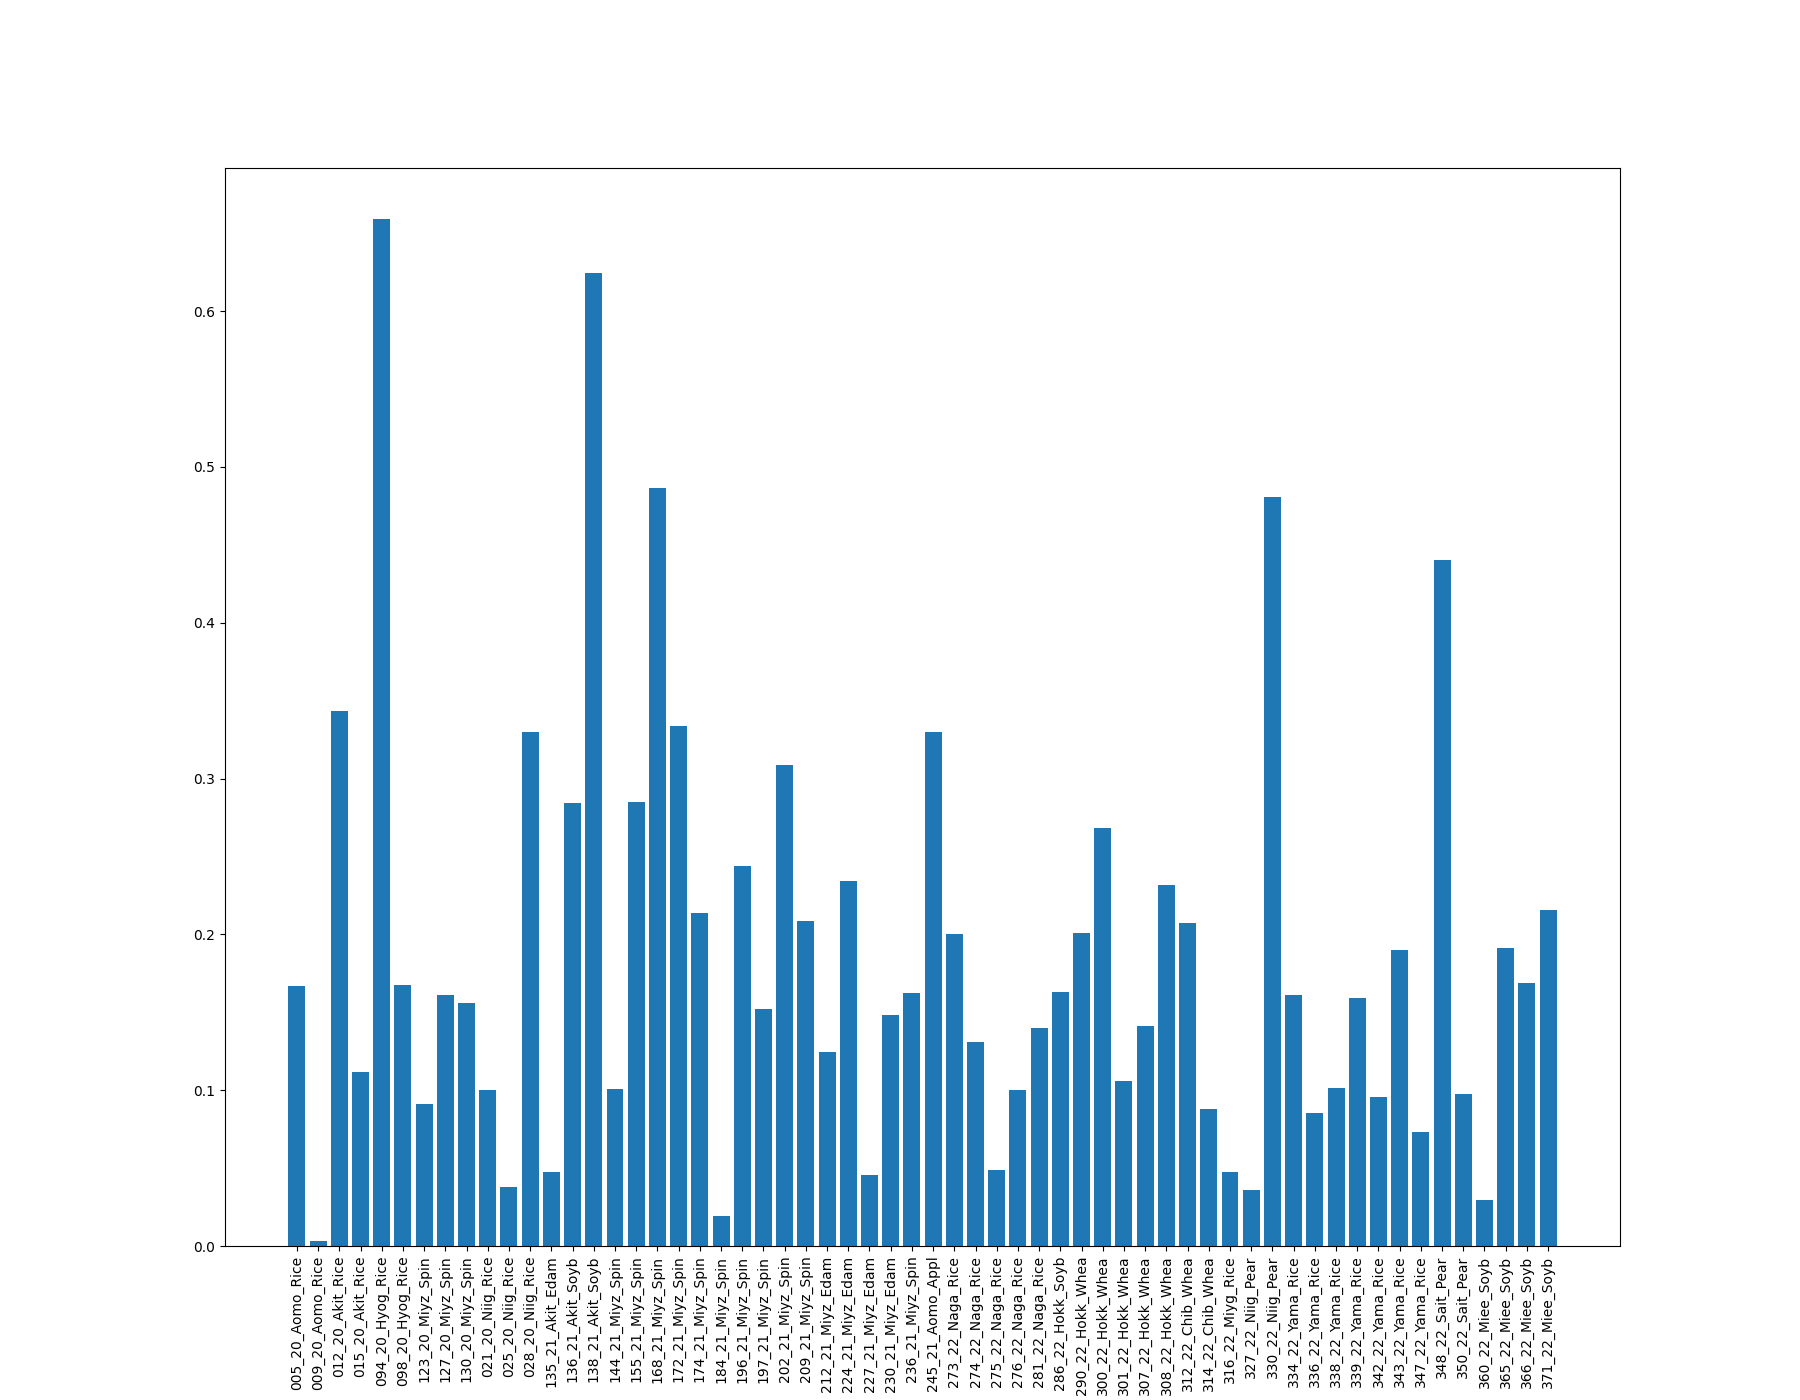 0.6
0.5
0.4
0.3
0.2
0.1
0.0
005_20_Aomo_Rice
009_20_Aomo_Rice
012_20_Akit_Rice
015_20_Akit_Rice
094_20_Hyog_Rice
098_20_Hyog_Rice
123_20_Miyz_Spin
127_20_Miyz_Spin
130_20_Miyz_Spin
021_20_Niig_Rice
025_20_Niig_Rice
028_20_Niig_Rice
135_21_Akit_Edam
136_21_Akit_Soyb
138_21_Akit_Soyb
144_21_Miyz_Spin
155_21_Miyz_Spin
168_21_Miyz_Spin
172_21_Miyz_Spin
174_21_Miyz_Spin
184_21_Miyz_Spin
196_21_Miyz_Spin
197_21_Miyz_Spin
202_21_Miyz_Spin
209_21_Miyz_Spin
212_21_Miyz_Edam
224_21_Miyz_Edam
227_21_Miyz_Edam
230_21_Miyz_Edam
236_21_Miyz_Spin
245_21_Aomo_Appl
273_22_Naga_Rice
274_22_Naga_Rice
275_22_Naga_Rice
276_22_Naga_Rice
281_22_Naga_Rice
286_22_Hokk_Soyb
290_22_Hokk_Whea
300_22_Hokk_Whea
301_22_Hokk_Whea
307_22_Hokk_Whea
308_22_Hokk_Whea
312_22_Chib_Whea
314_22_Chib_Whea
316_22_Miyg_Rice
327_22_Niig_Pear
330_22_Niig_Pear
334_22_Yama_Rice
336_22_Yama_Rice
338_22_Yama_Rice
339_22_Yama_Rice
342_22_Yama_Rice
343_22_Yama_Rice
347_22_Yama_Rice
348_22_Sait_Pear
350_22_Sait_Pear
360_22_Miee_Soyb
365_22_Miee_Soyb
366_22_Miee_Soyb
371_22_Miee_Soyb